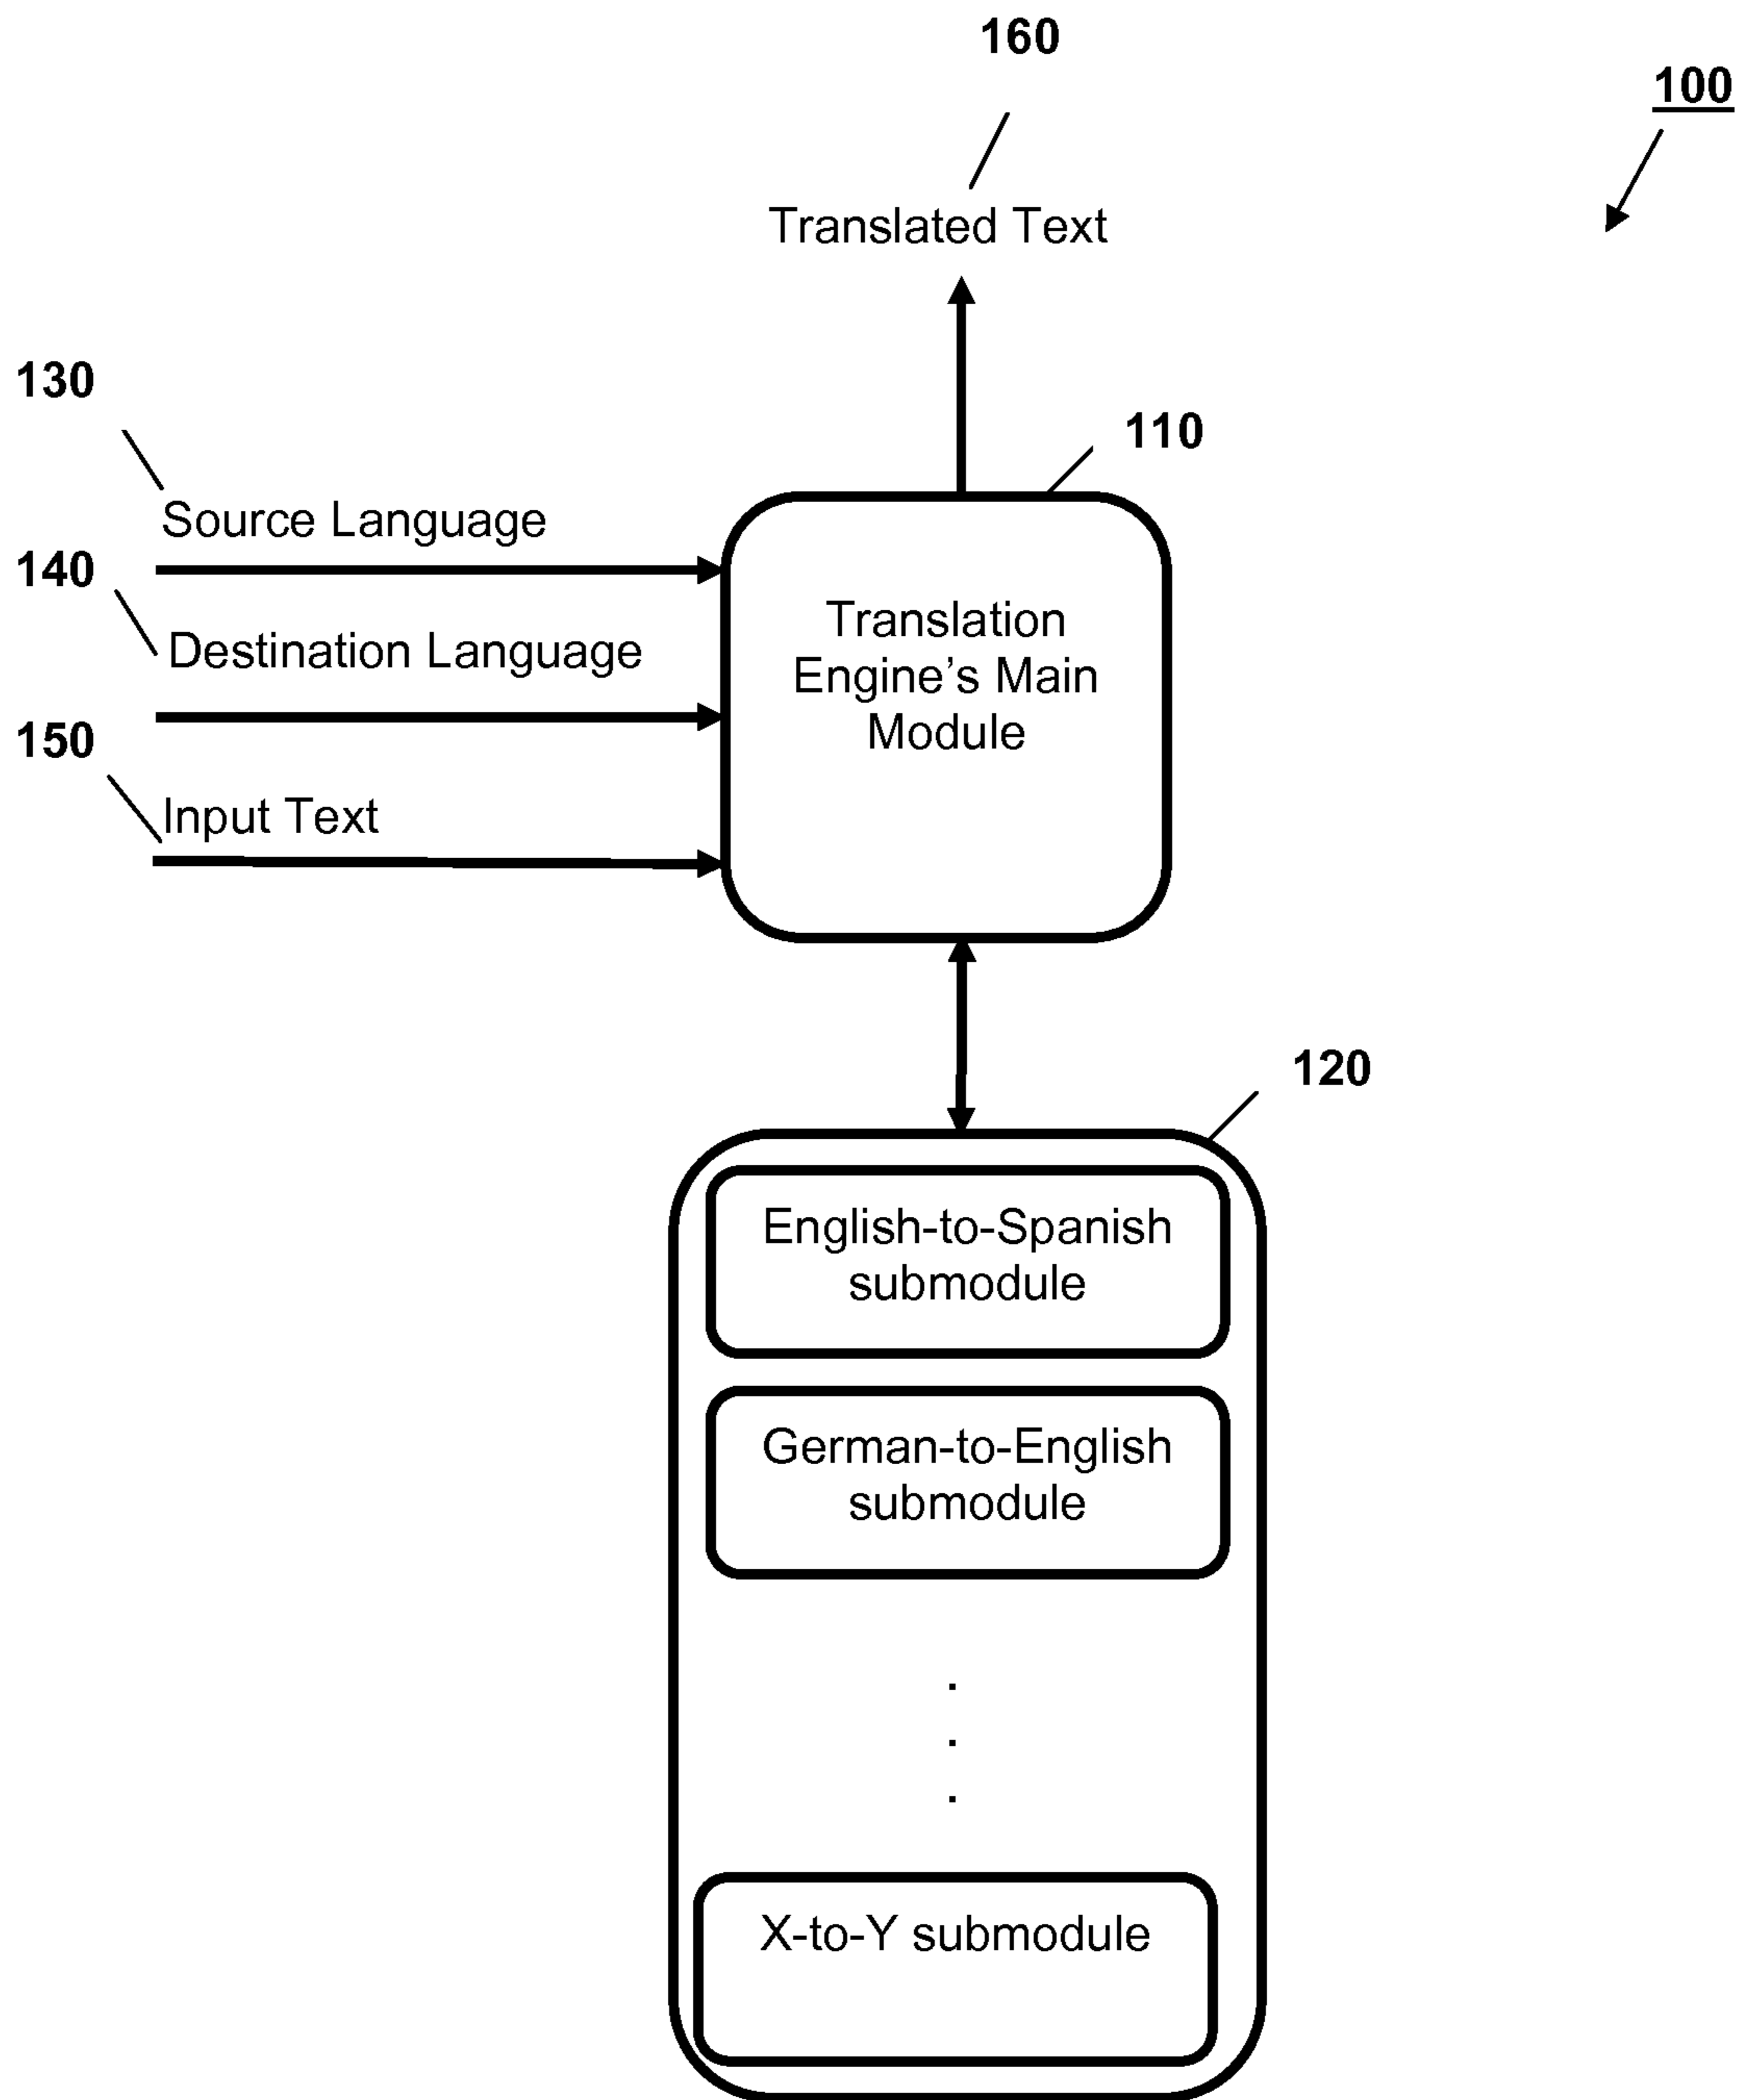 160
100
Translated Text
130
110
Source Language
140
Translation
Engine’s Main
Module
Destination Language
150
Input Text
120
English-to-Spanish
submodule
German-to-English
submodule
.
.
.
X-to-Y submodule